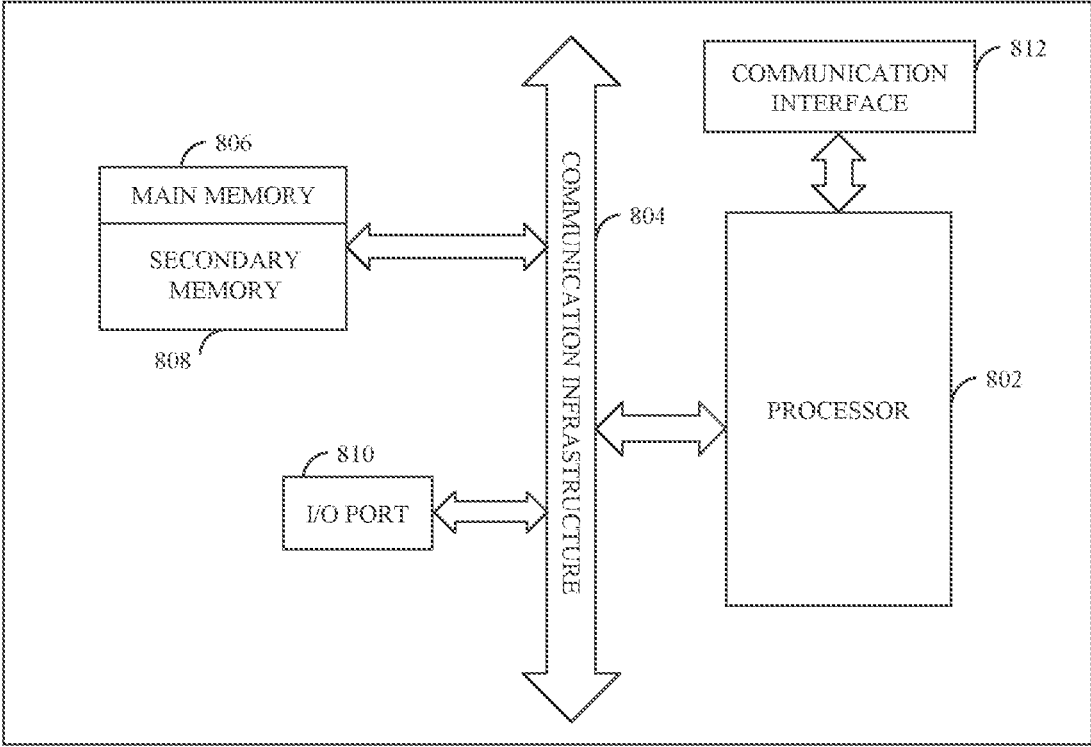 812
COMMUNICATION
INTERFACE
806
MAIN MEMORY
SECONDARY
MEMORY
808
COMMUNICATION INFRASTRUCTURE
804
802
PROCESSOR
810
I/O PORT